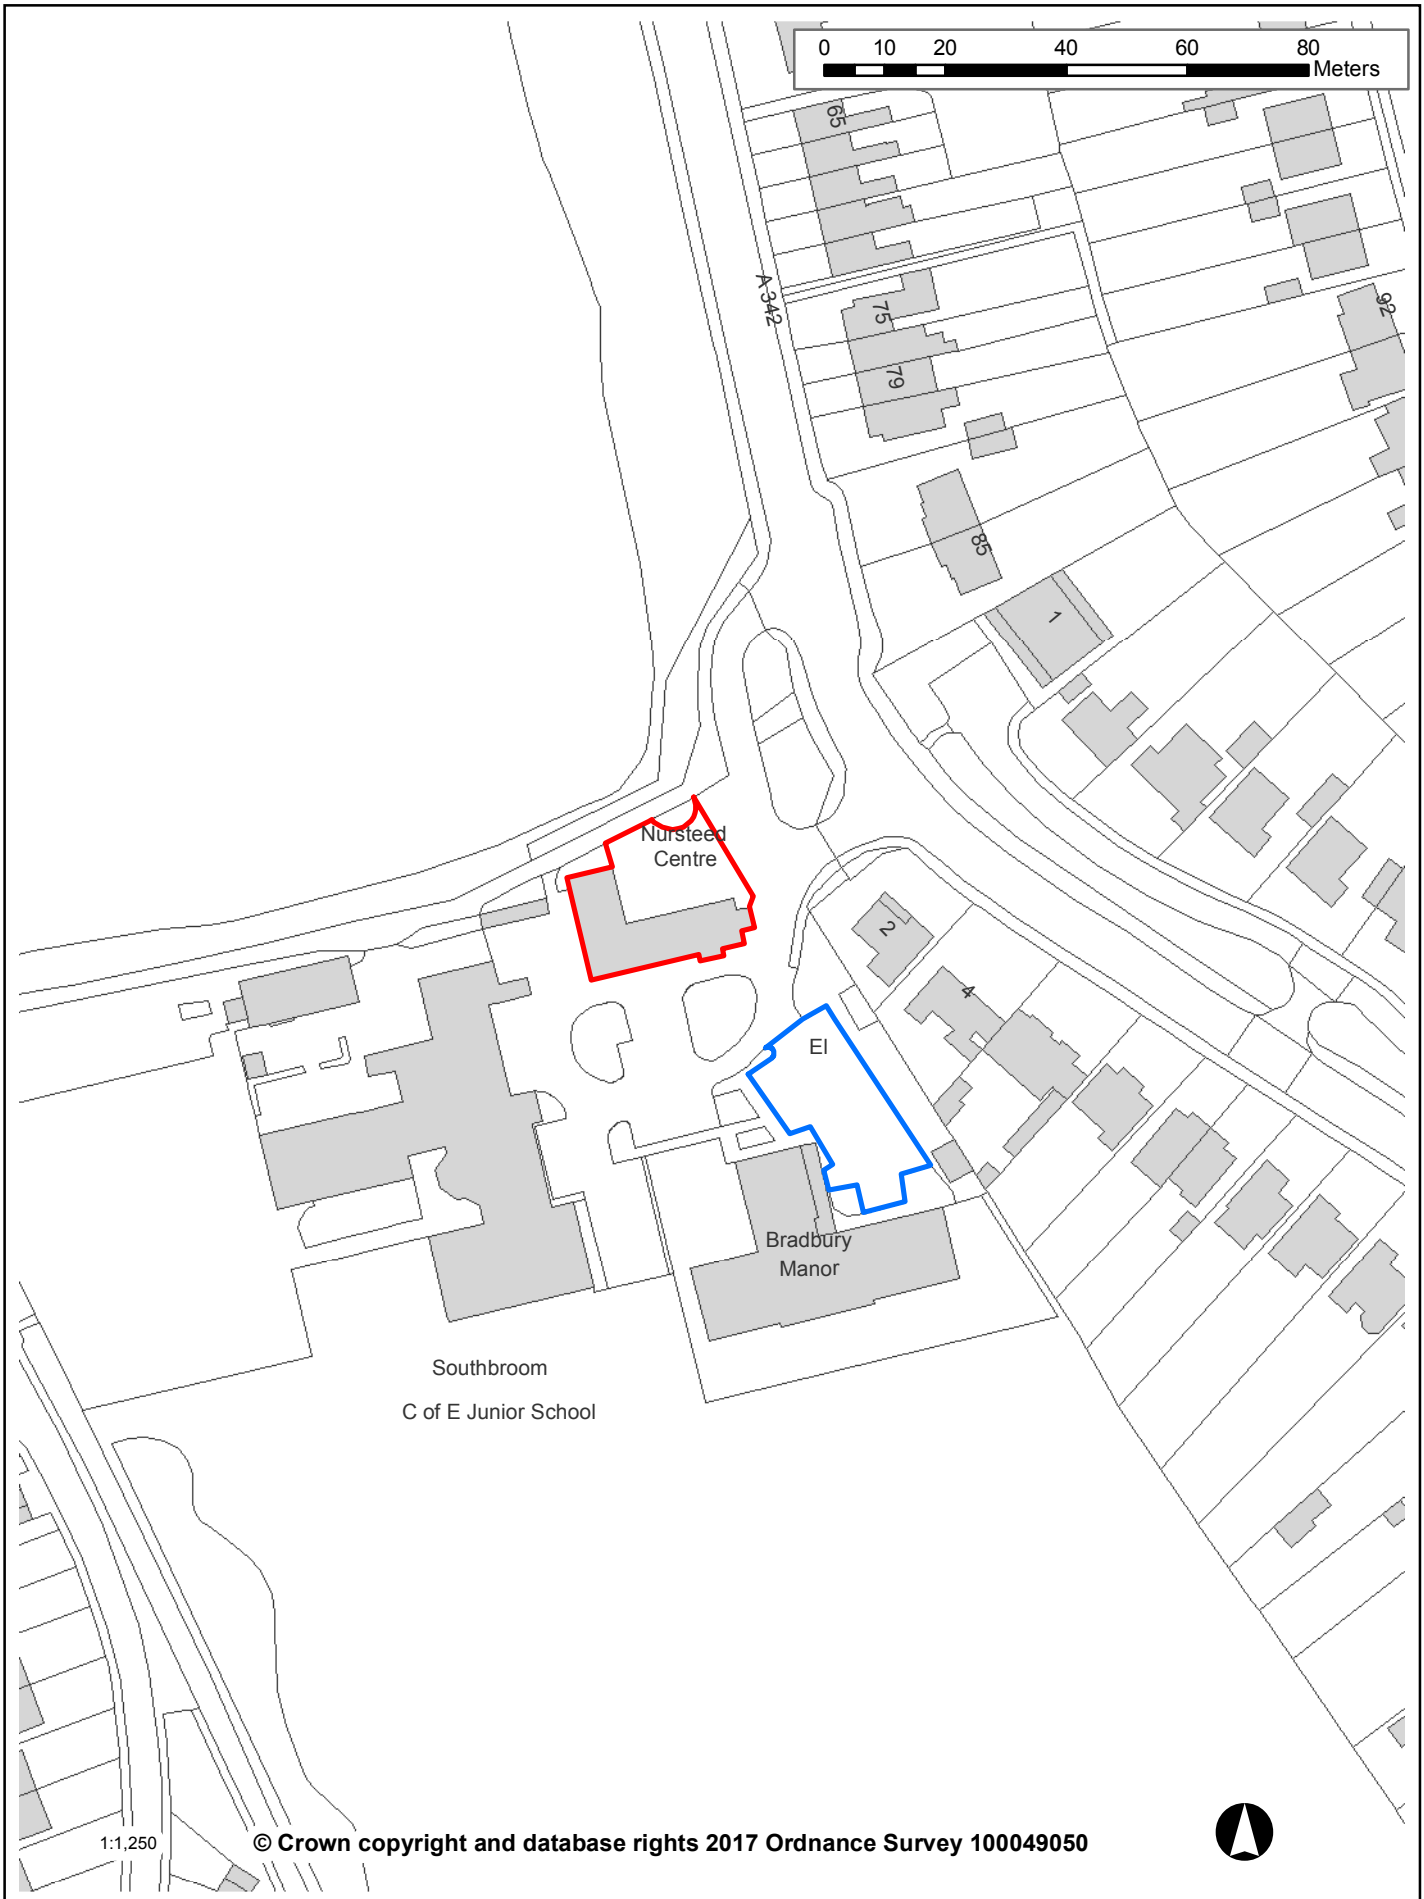 0 10 20 40 60 80
Meters
65
A 342
75
79
92
85
1
Nursteed
Centre
2
4
El
Bradbury
Manor
Southbroom
C of E Junior School
1:1,250
© Crown copyright and database rights 2017 Ordnance Survey 100049050